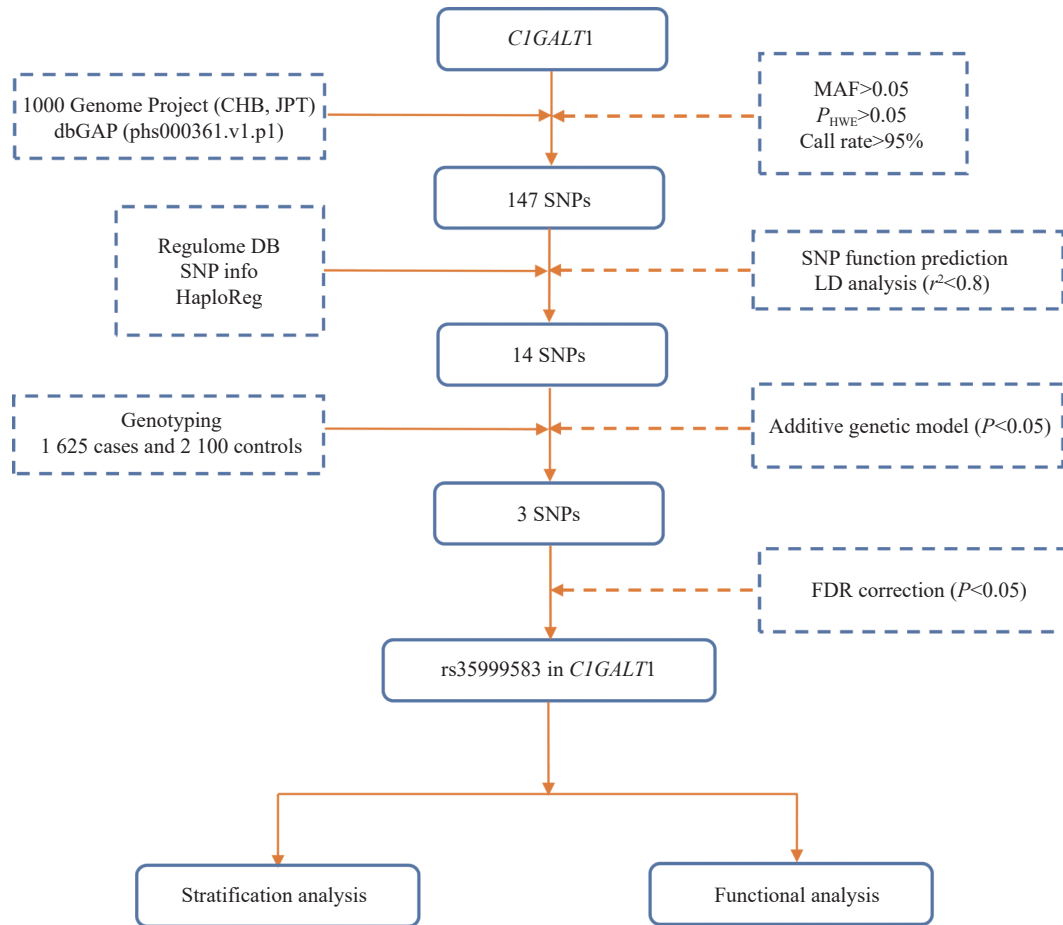 C1GALT1
1000 Genome Project (CHB, JPT)
dbGAP (phs000361.v1.p1)
MAF>0.05
P_HWE>0.05
Call rate>95%
147 SNPs
Regulome DB
SNP info
HaploReg
SNP function prediction
LD analysis (r²<0.8)
14 SNPs
Genotyping
1 625 cases and 2 100 controls
Additive genetic model (P<0.05)
3 SNPs
FDR correction (P<0.05)
rs35999583 in C1GALT1
Stratification analysis
Functional analysis